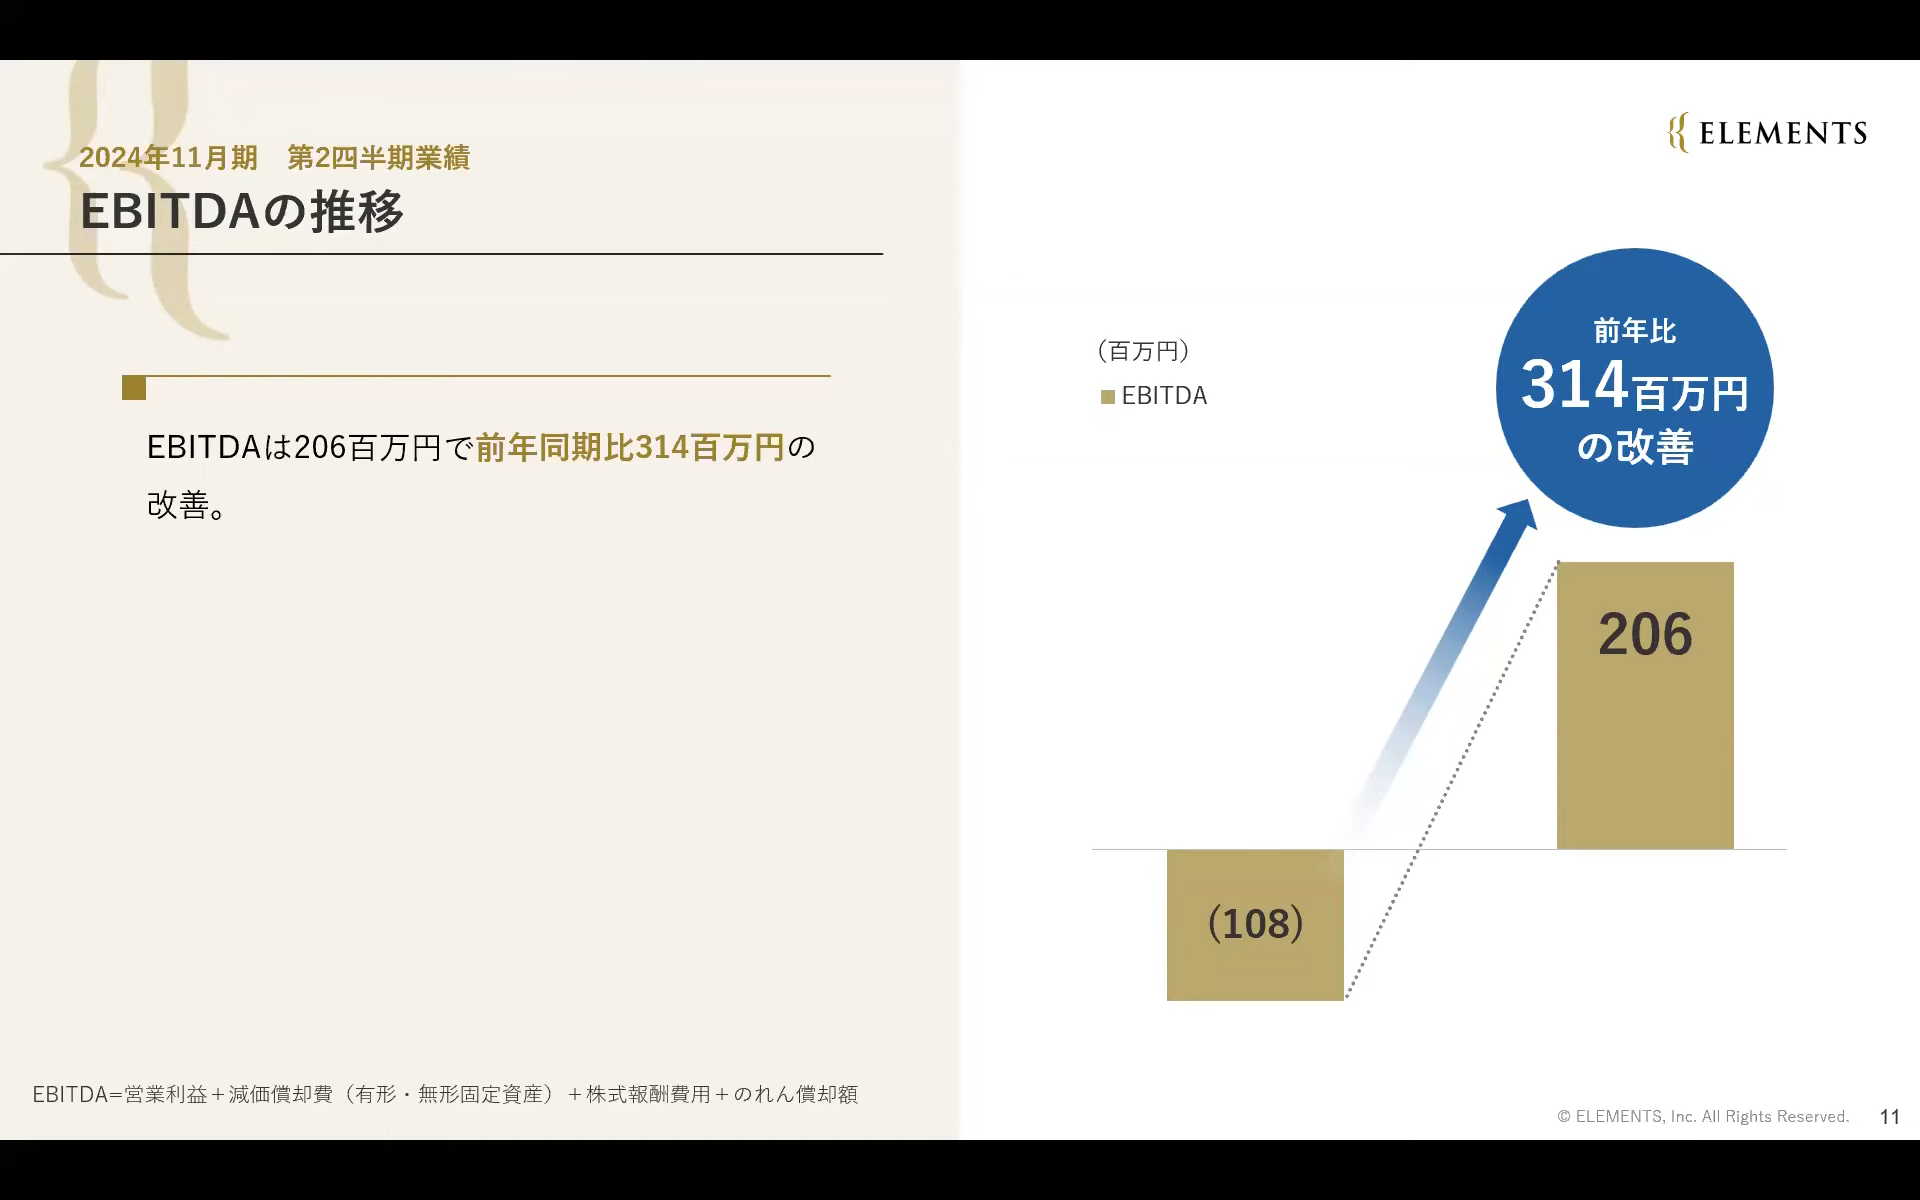 2024年11月期　第2四半期業績
EBITDAの推移
EBITDAは206百万円で前年同期比314百万円の
改善。
EBITDA=営業利益＋減価償却費（有形・無形固定資産）＋株式報酬費用＋のれん償却額
ELEMENTS
（百万円）
EBITDA
前年比
314百万円
の改善
206
(108)
© ELEMENTS, Inc. All Rights Reserved.
11